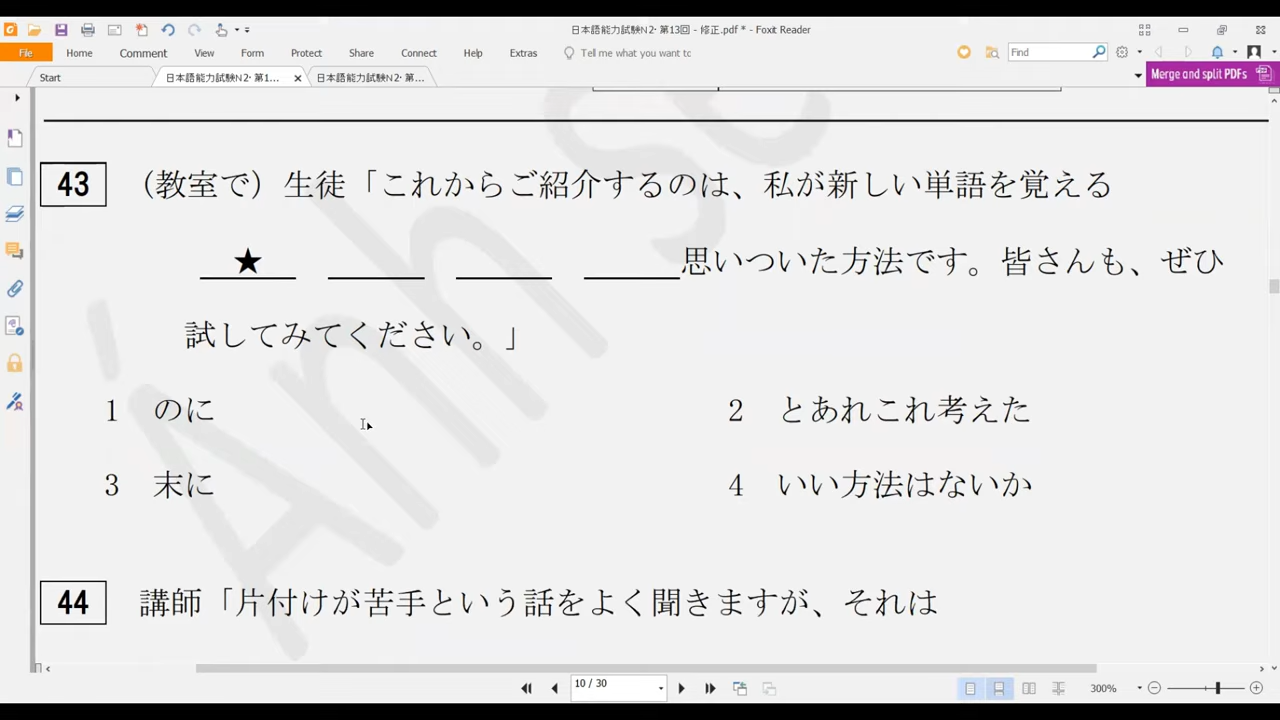 日本語能力試験N2· 第13回 - 修正.pdf * - Foxit Reader
File Home Comment View Form Protect Share Connect Help Extras Tell me what you want to Find
Start 日本語能力試験N2· 第1... 日本語能力試験N2· 第... Merge and split PDFs
43 （教室で）生徒「これからご紹介するのは、私が新しい単語を覚える
★ 思いついた方法です。皆さんも、ぜひ
試してみてください。」
1 のに 2 とあれこれ考えた
3 末に 4 いい方法はないか
44 講師「片付けが苦手という話をよく聞きますが、それは
10 / 30 300%